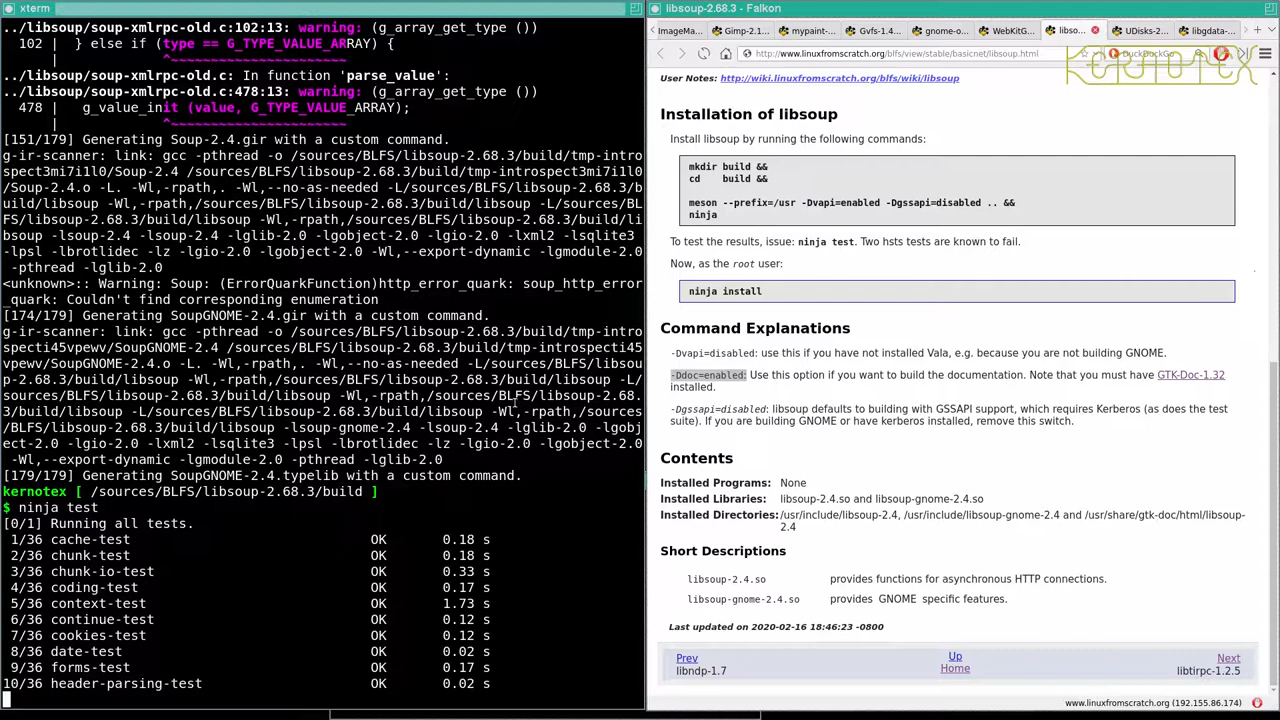 xterm
../libsoup/soup-xmlrpc-old.c:102:13: warning: (g_array_get_type ())
102 | } else if (type == G_TYPE_VALUE_ARRAY) {
| ^~~~~~~~~~~~~~~~~~~~~~
../libsoup/soup-xmlrpc-old.c: In function 'parse_value':
../libsoup/soup-xmlrpc-old.c:478:13: warning: (g_array_get_type ())
478 | g_value_init (value, G_TYPE_VALUE_ARRAY);
| ^~~~~~~~~~~~~~~~~~~~~~
[151/179] Generating Soup-2.4.gir with a custom command.
g-ir-scanner: link: gcc -pthread -o /sources/BLFS/libsoup-2.68.3/build/tmp-intro
spect3mi7i1l0/Soup-2.4 /sources/BLFS/libsoup-2.68.3/build/tmp-introspect3mi7i1l0
/Soup-2.4.o -L. -Wl,-rpath,. -Wl,--no-as-needed -L/sources/BLFS/libsoup-2.68.3/b
uild/libsoup -Wl,-rpath,/sources/BLFS/libsoup-2.68.3/build/libsoup -L/sources/BL
FS/libsoup-2.68.3/build/libsoup -Wl,-rpath,/sources/BLFS/libsoup-2.68.3/build/li
bsoup -lsoup-2.4 -lsoup-2.4 -lglib-2.0 -lgobject-2.0 -lgio-2.0 -lxml2 -lsqlite3
-lpsl -lbrotlidec -lz -lgio-2.0 -lgobject-2.0 -Wl,--export-dynamic -lgmodule-2.0
-pthread -lglib-2.0
<unknown>:: Warning: Soup: (ErrorQuarkFunction)http_error_quark: soup_http_error
_quark: Couldn't find corresponding enumeration
[174/179] Generating SoupGNOME-2.4.gir with a custom command.
g-ir-scanner: link: gcc -pthread -o /sources/BLFS/libsoup-2.68.3/build/tmp-intro
specti45vpewv/SoupGNOME-2.4 /sources/BLFS/libsoup-2.68.3/build/tmp-introspecti45
vpewv/SoupGNOME-2.4.o -L. -Wl,-rpath,. -Wl,--no-as-needed -L/sources/BLFS/libsou
p-2.68.3/build/libsoup -Wl,-rpath,/sources/BLFS/libsoup-2.68.3/build/libsoup -L/
sources/BLFS/libsoup-2.68.3/build/libsoup -Wl,-rpath,/sources/BLFS/libsoup-2.68.
3/build/libsoup -L/sources/BLFS/libsoup-2.68.3/build/libsoup -Wl,-rpath,/sources
/BLFS/libsoup-2.68.3/build/libsoup -lsoup-gnome-2.4 -lsoup-2.4 -lglib-2.0 -lgobj
ect-2.0 -lgio-2.0 -lxml2 -lsqlite3 -lpsl -lbrotlidec -lz -lgio-2.0 -lgobject-2.0
-Wl,--export-dynamic -lgmodule-2.0 -pthread -lglib-2.0
[179/179] Generating SoupGNOME-2.4.typelib with a custom command.
kernotex [ /sources/BLFS/libsoup-2.68.3/build ]
$ ninja test
[0/1] Running all tests.
1/36 cache-test OK 0.18 s
2/36 chunk-test OK 0.18 s
3/36 chunk-io-test OK 0.33 s
4/36 coding-test OK 0.17 s
5/36 context-test OK 1.73 s
6/36 continue-test OK 0.12 s
7/36 cookies-test OK 0.12 s
8/36 date-test OK 0.02 s
9/36 forms-test OK 0.17 s
10/36 header-parsing-test OK 0.02 s
libsoup-2.68.3 - Falkon
ImageMa... Gimp-2.1... mypaint-... Gvfs-1.4... gnome-o... WebKitG... libso... UDisks-2... libgdata-...
http://www.linuxfromscratch.org/blfs/view/stable/basicnet/libsoup.html DuckDuckGo
KERNOTEX
User Notes: http://wiki.linuxfromscratch.org/blfs/wiki/libsoup
Installation of libsoup
Install libsoup by running the following commands:
mkdir build &&
cd build &&
meson --prefix=/usr -Dvapi=enabled -Dgssapi=disabled .. &&
ninja
To test the results, issue: ninja test. Two hsts tests are known to fail.
Now, as the root user:
ninja install
Command Explanations
-Dvapi=disabled: use this if you have not installed Vala, e.g. because you are not building GNOME.
-Ddoc=enabled: Use this option if you want to build the documentation. Note that you must have GTK-Doc-1.32
installed.
-Dgssapi=disabled: libsoup defaults to building with GSSAPI support, which requires Kerberos (as does the test
suite). If you are building GNOME or have kerberos installed, remove this switch.
Contents
Installed Programs: None
Installed Libraries: libsoup-2.4.so and libsoup-gnome-2.4.so
Installed Directories: /usr/include/libsoup-2.4, /usr/include/libsoup-gnome-2.4 and /usr/share/gtk-doc/html/libsoup-
2.4
Short Descriptions
libsoup-2.4.so provides functions for asynchronous HTTP connections.
libsoup-gnome-2.4.so provides GNOME specific features.
Last updated on 2020-02-16 18:46:23 -0800
Prev Up Next
libndp-1.7 Home libtirpc-1.2.5
www.linuxfromscratch.org (192.155.86.174)